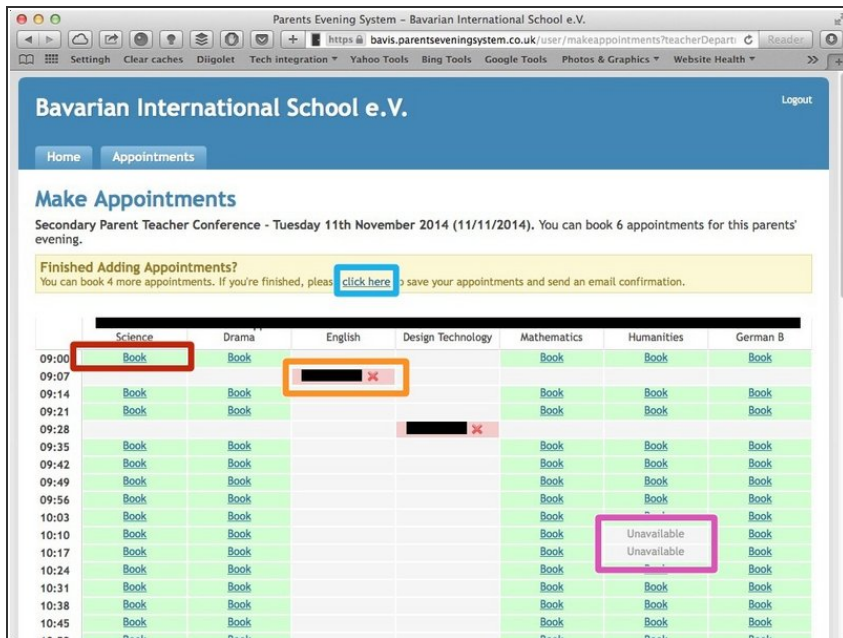 Parents Evening System – Bavarian International School e.V.
https bavis.parentseveningsystem.co.uk/user/makeappointments?teacherDepart Reader
Settingh Clear caches Diigolet Tech integration Yahoo Tools Bing Tools Google Tools Photos & Graphics Website Health
Bavarian International School e.V. Logout
Home Appointments
Make Appointments
Secondary Parent Teacher Conference - Tuesday 11th November 2014 (11/11/2014). You can book 6 appointments for this parents'
evening.
Finished Adding Appointments?
You can book 4 more appointments. If you're finished, pleas click here save your appointments and send an email confirmation.
Science Drama English Design Technology Mathematics Humanities German B
09:00 Book Book Book Book Book
09:07
09:14 Book Book Book Book Book
09:21 Book Book Book Book Book
09:28
09:35 Book Book Book Book Book
09:42 Book Book Book Book Book
09:49 Book Book Book Book Book
09:56 Book Book Book Book Book
10:03 Book Book Book Book
10:10 Book Book Book Unavailable Book
10:17 Book Book Book Unavailable Book
10:24 Book Book Book Book
10:31 Book Book Book Book Book
10:38 Book Book Book Book Book
10:45 Book Book Book Book Book